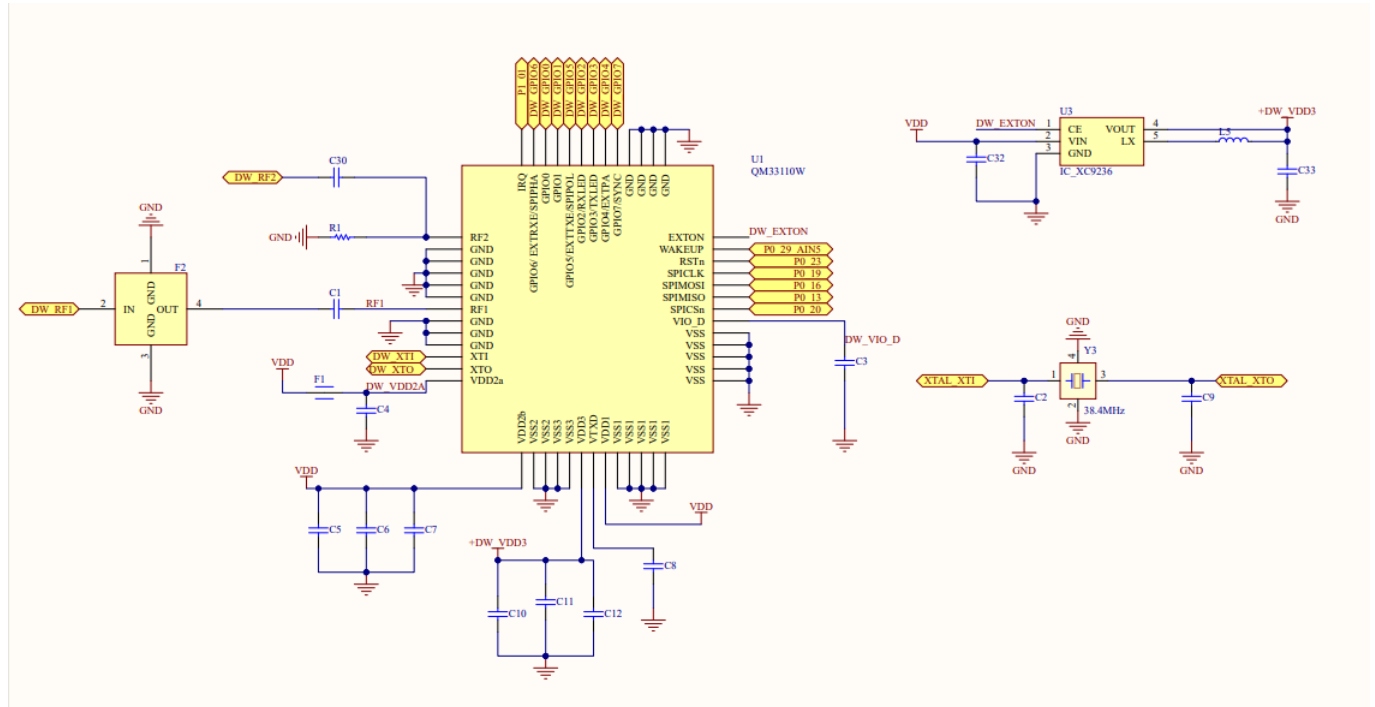 P1_01
DW_GPIO6
DW_GPIO0
DW_GPIO1
DW_GPIO5
DW_GPIO2
DW_GPIO3
DW_GPIO4
DW_GPIO7
U1
QM33110W
IRQ
GPIO6/ EXTRXE/SPIPHA
GPIO0
GPIO1
GPIO5/EXTTXE/SPIPOL
GPIO2/RXLED
GPIO3/TXLED
GPIO4/EXTPA
GPIO7/SYNC
GND
GND
GND
GND
DW_RF2
C30
GND
R1
RF2
GND
GND
GND
GND
GND
RF1
GND
GND
GND
XTI
XTO
VDD2a
GND
F2
1
GND
DW_RF1
2
IN
OUT
4
GND
3
GND
C1
RF1
DW_XTI
DW_XTO
VDD
F1
DW_VDD2A
C4
EXTON
WAKEUP
RSTn
SPICLK
SPIMOSI
SPIMISO
SPICSn
VIO_D
VSS
VSS
VSS
VSS
VSS
DW_EXTON
P0_29_AIN5
P0_23
P0_19
P0_16
P0_13
P0_20
DW_VIO_D
C3
VDD2b
VSS2
VSS2
VSS3
VSS3
VDD3
VTXD
VDD1
VSS1
VSS1
VSS1
VSS1
VSS1
VDD
C5
C6
C7
VDD
+DW_VDD3
C8
C10
C11
C12
VDD
DW_EXTON
U3
1
CE
VOUT
4
2
VIN
LX
5
3
GND
IC_XC9236
C32
L5
+DW_VDD3
C33
GND
GND
4
Y3
XTAL_XTI
1
3
XTAL_XTO
C2
2
38.4MHz
C9
GND
GND
GND